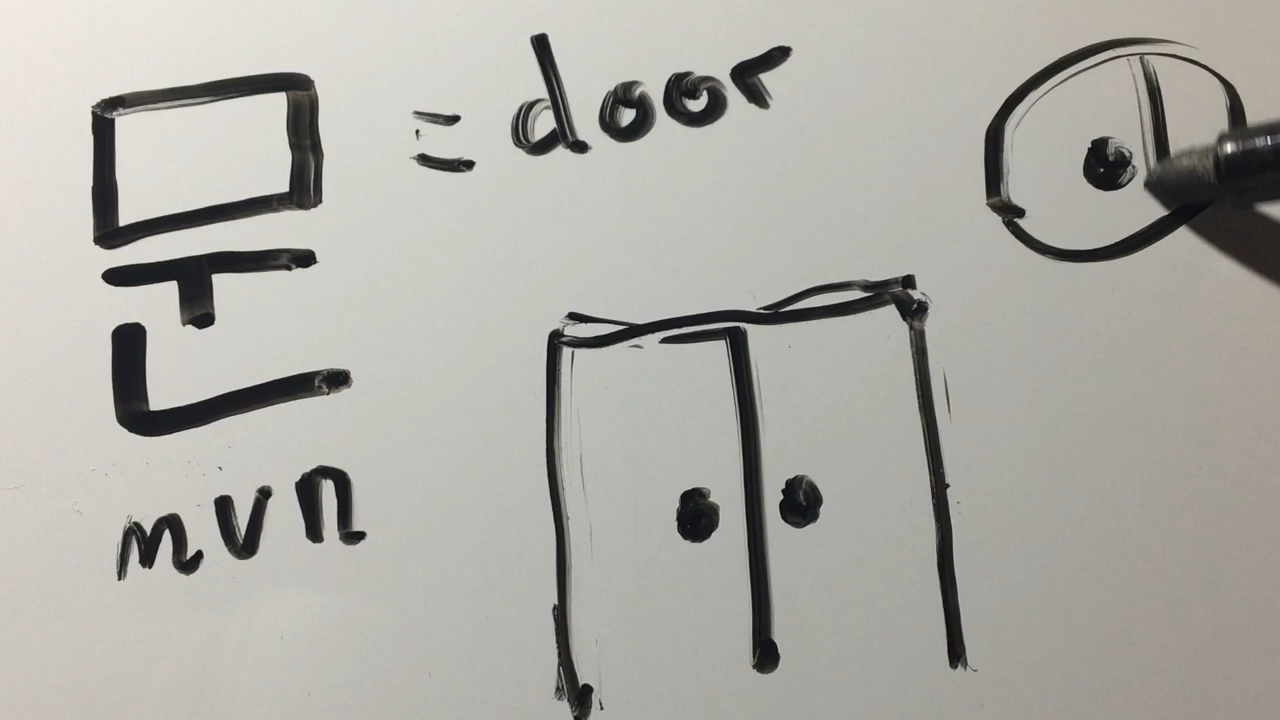 문 = door
mvn